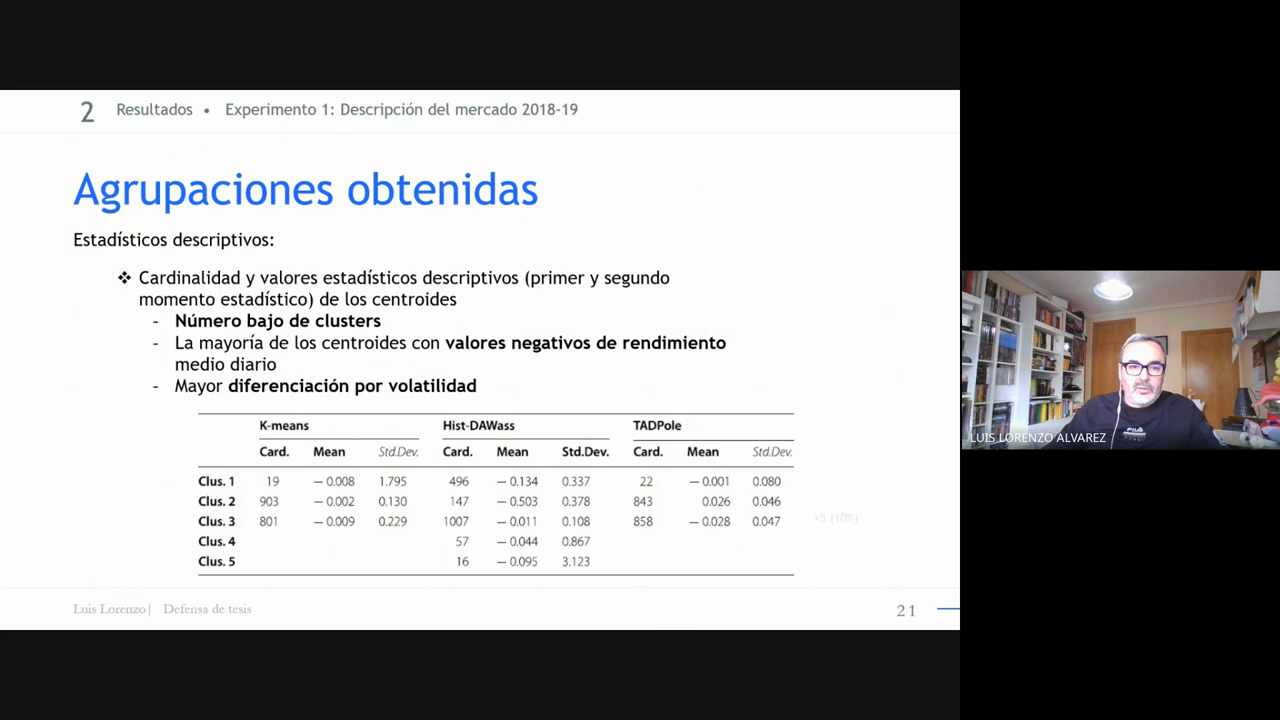 2 Resultados • Experimento 1: Descripción del mercado 2018-19
Agrupaciones obtenidas
Estadísticos descriptivos:
❖ Cardinalidad y valores estadísticos descriptivos (primer y segundo
momento estadístico) de los centroides
- Número bajo de clusters
- La mayoría de los centroides con valores negativos de rendimiento
medio diario
- Mayor diferenciación por volatilidad
K-means Hist-DAWass TADPole
Card. Mean Std.Dev. Card. Mean Std.Dev. Card. Mean Std.Dev.
Clus. 1 19 — 0.008 1.795 496 — 0.134 0.337 22 — 0.001 0.080
Clus. 2 903 — 0.002 0.130 147 — 0.503 0.378 843 0.026 0.046
Clus. 3 801 — 0.009 0.229 1007 — 0.011 0.108 858 — 0.028 0.047
+5 (10%)
Clus. 4 57 — 0.044 0.867
Clus. 5 16 — 0.095 3.123
Luis Lorenzo| Defensa de tesis
21
LUIS LORENZO ALVAREZ
FILA